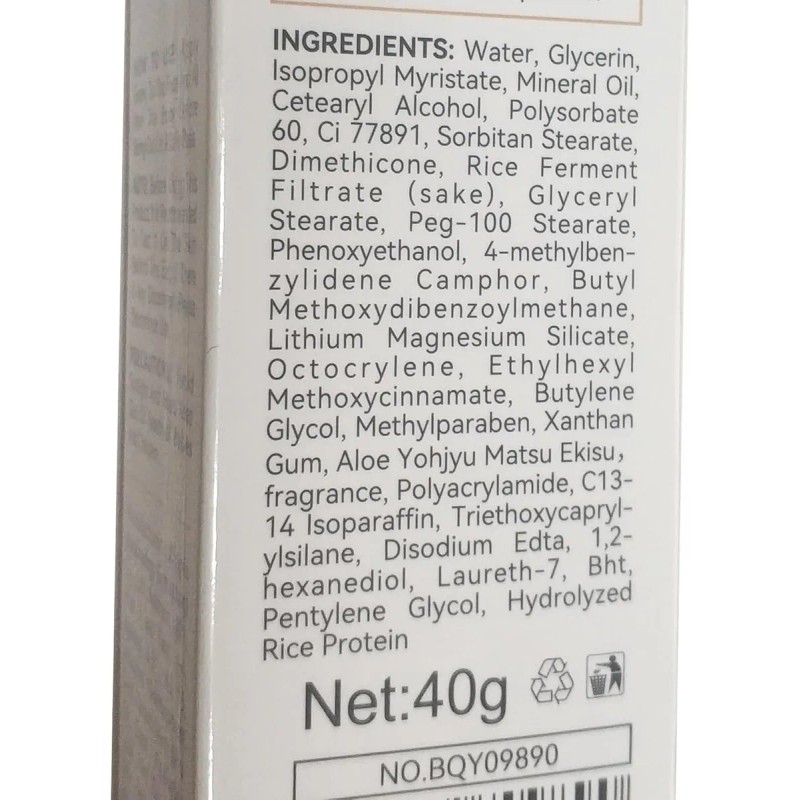 INGREDIENTS: Water, Glycerin,
Isopropyl Myristate, Mineral Oil,
Cetearyl Alcohol, Polysorbate
60, Ci 77891, Sorbitan Stearate,
Dimethicone, Rice Ferment
Filtrate (sake), Glyceryl
Stearate, Peg-100 Stearate,
Phenoxyethanol, 4-methylben-
zylidene Camphor, Butyl
Methoxydibenzoylmethane,
Lithium Magnesium Silicate,
Octocrylene, Ethylhexyl
Methoxycinnamate, Butylene
Glycol, Methylparaben, Xanthan
Gum, Aloe Yohjyu Matsu Ekisu,
fragrance, Polyacrylamide, C13-
14 Isoparaffin, Triethoxycapryl-
ylsilane, Disodium Edta, 1,2-
hexanediol, Laureth-7, Bht,
Pentylene Glycol, Hydrolyzed
Rice Protein
Net:40g
NO.BQY09890